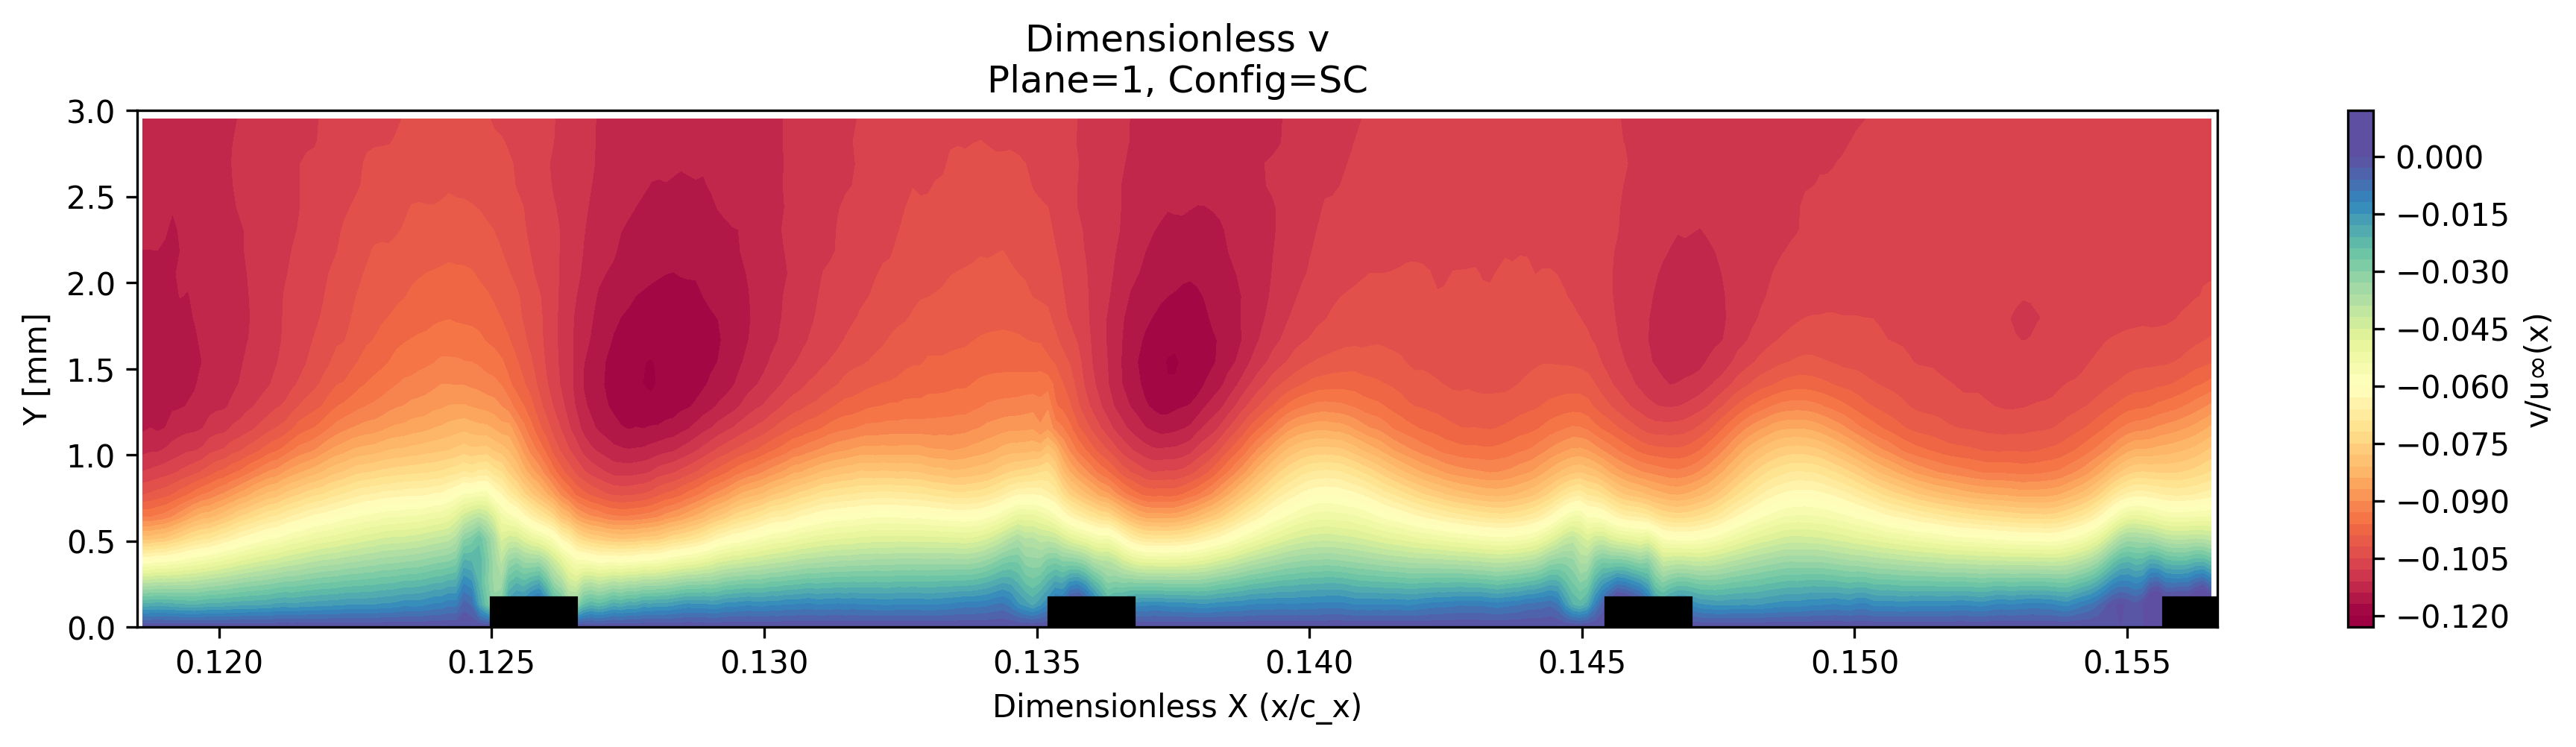 Dimensionless v
Plane=1, Config=SC
3.0
2.5
2.0
1.5
1.0
0.5
0.0
Y [mm]
0.120 0.125 0.130 0.135 0.140 0.145 0.150 0.155
Dimensionless X (x/c_x)
0.000
−0.015
−0.030
−0.045
−0.060
−0.075
−0.090
−0.105
−0.120
v/u∞(x)